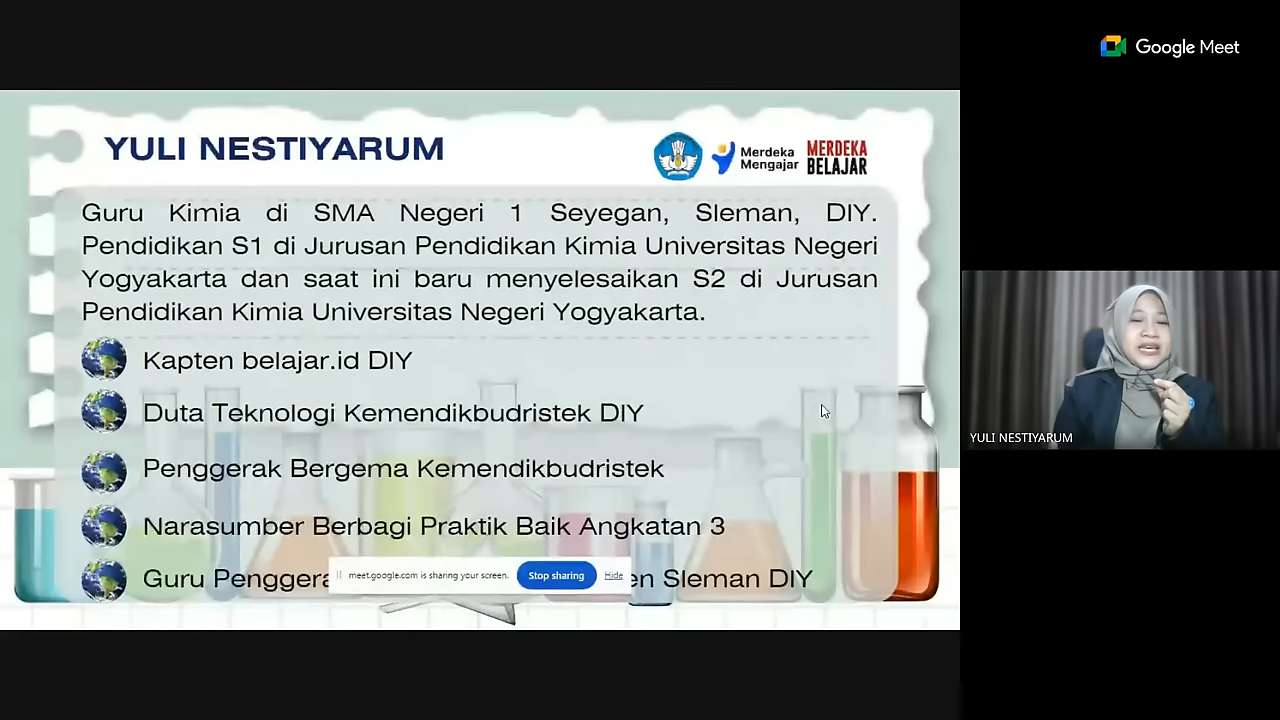 Google Meet
YULI NESTIYARUM
Merdeka
Mengajar
MERDEKA
BELAJAR
Guru Kimia di SMA Negeri 1 Seyegan, Sleman, DIY.
Pendidikan S1 di Jurusan Pendidikan Kimia Universitas Negeri
Yogyakarta dan saat ini baru menyelesaikan S2 di Jurusan
Pendidikan Kimia Universitas Negeri Yogyakarta.
Kapten belajar.id DIY
Duta Teknologi Kemendikbudristek DIY
Penggerak Bergema Kemendikbudristek
Narasumber Berbagi Praktik Baik Angkatan 3
Guru Sleman DIY
meet.google.com is sharing your screen. Stop sharing Hide
YULI NESTIYARUM